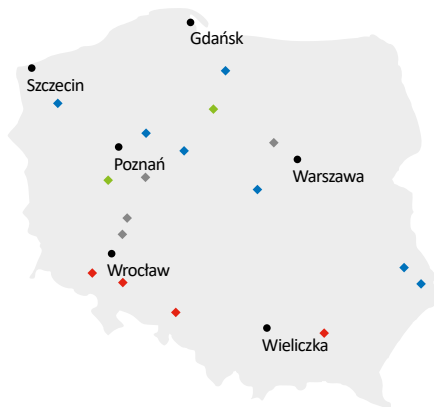 Gdańsk
Szczecin
Poznań
Warszawa
Wrocław
Wieliczka